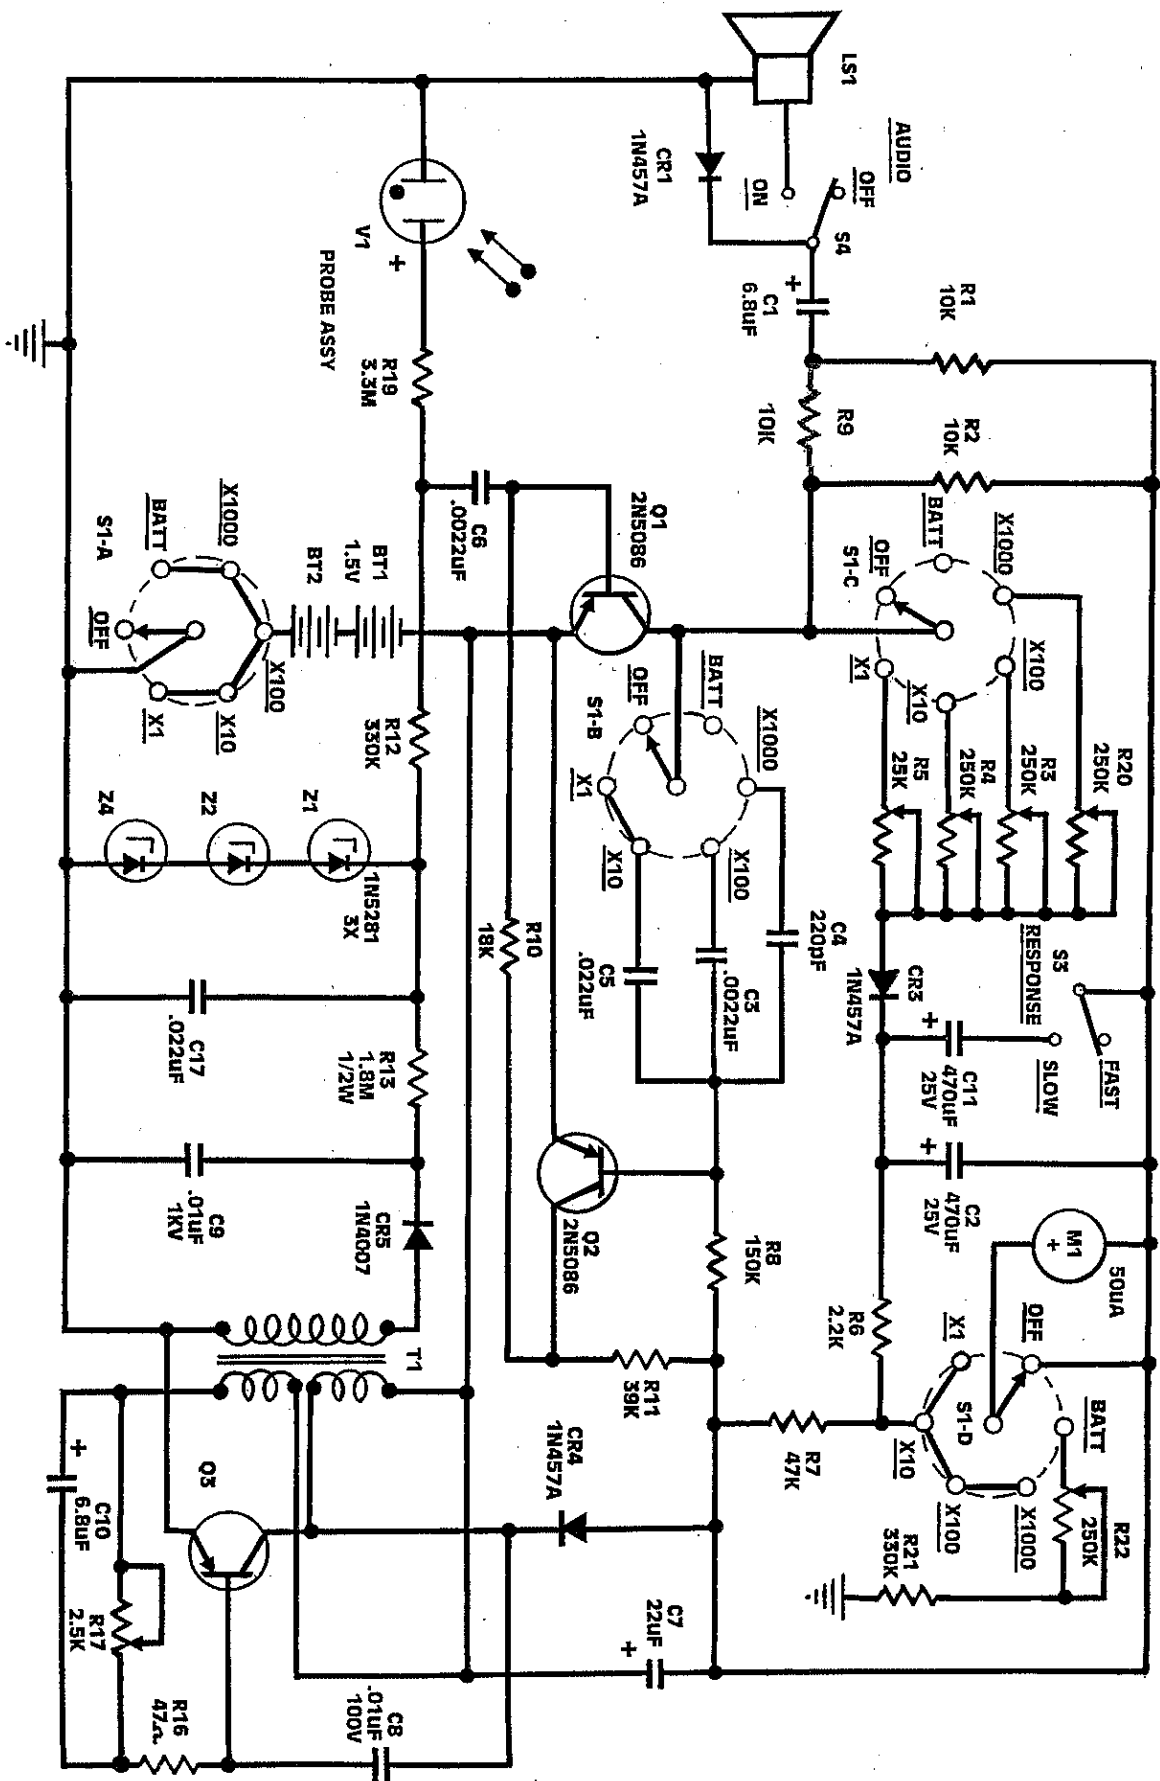 LS1
AUDIO
OFF
ON
S4
CR1
1N457A
C1
6.8uF
+
R1
10K
R2
10K
R9
10K
X1000
BATT
OFF
S1-C
X100
X10
X1
R20
250K
R3
250K
R4
250K
R5
25K
S3
RESPONSE
FAST
SLOW
CR3
1N457A
+
C11
470uF
25V
+
C2
470uF
25V
M1
+
50uA
OFF
X1
S1-D
X10
BATT
X1000
X100
R22
250K
R21
330K
R6
2.2K
R7
47K
Q1
2N5086
X1000
BATT
OFF
S1-B
X100
X10
X1
C4
220pF
C3
.0022uF
C5
.022uF
R8
150K
Q2
2N5086
R11
39K
R10
18K
CR4
1N457A
C7
22uF
+
V1
+
PROBE ASSY
R19
3.3M
C6
.0022uF
BT1
1.5V
BT2
X1000
BATT
S1-A
OFF
X100
X10
X1
R12
330K
Z1
Z2
Z4
1N5281
3X
C17
.022uF
R13
1.8M
1/2W
C9
.01uF
1KV
CR5
1N4007
T1
Q3
+
C10
6.8uF
R17
2.5K
R16
47Ω
C8
.01uF
100V